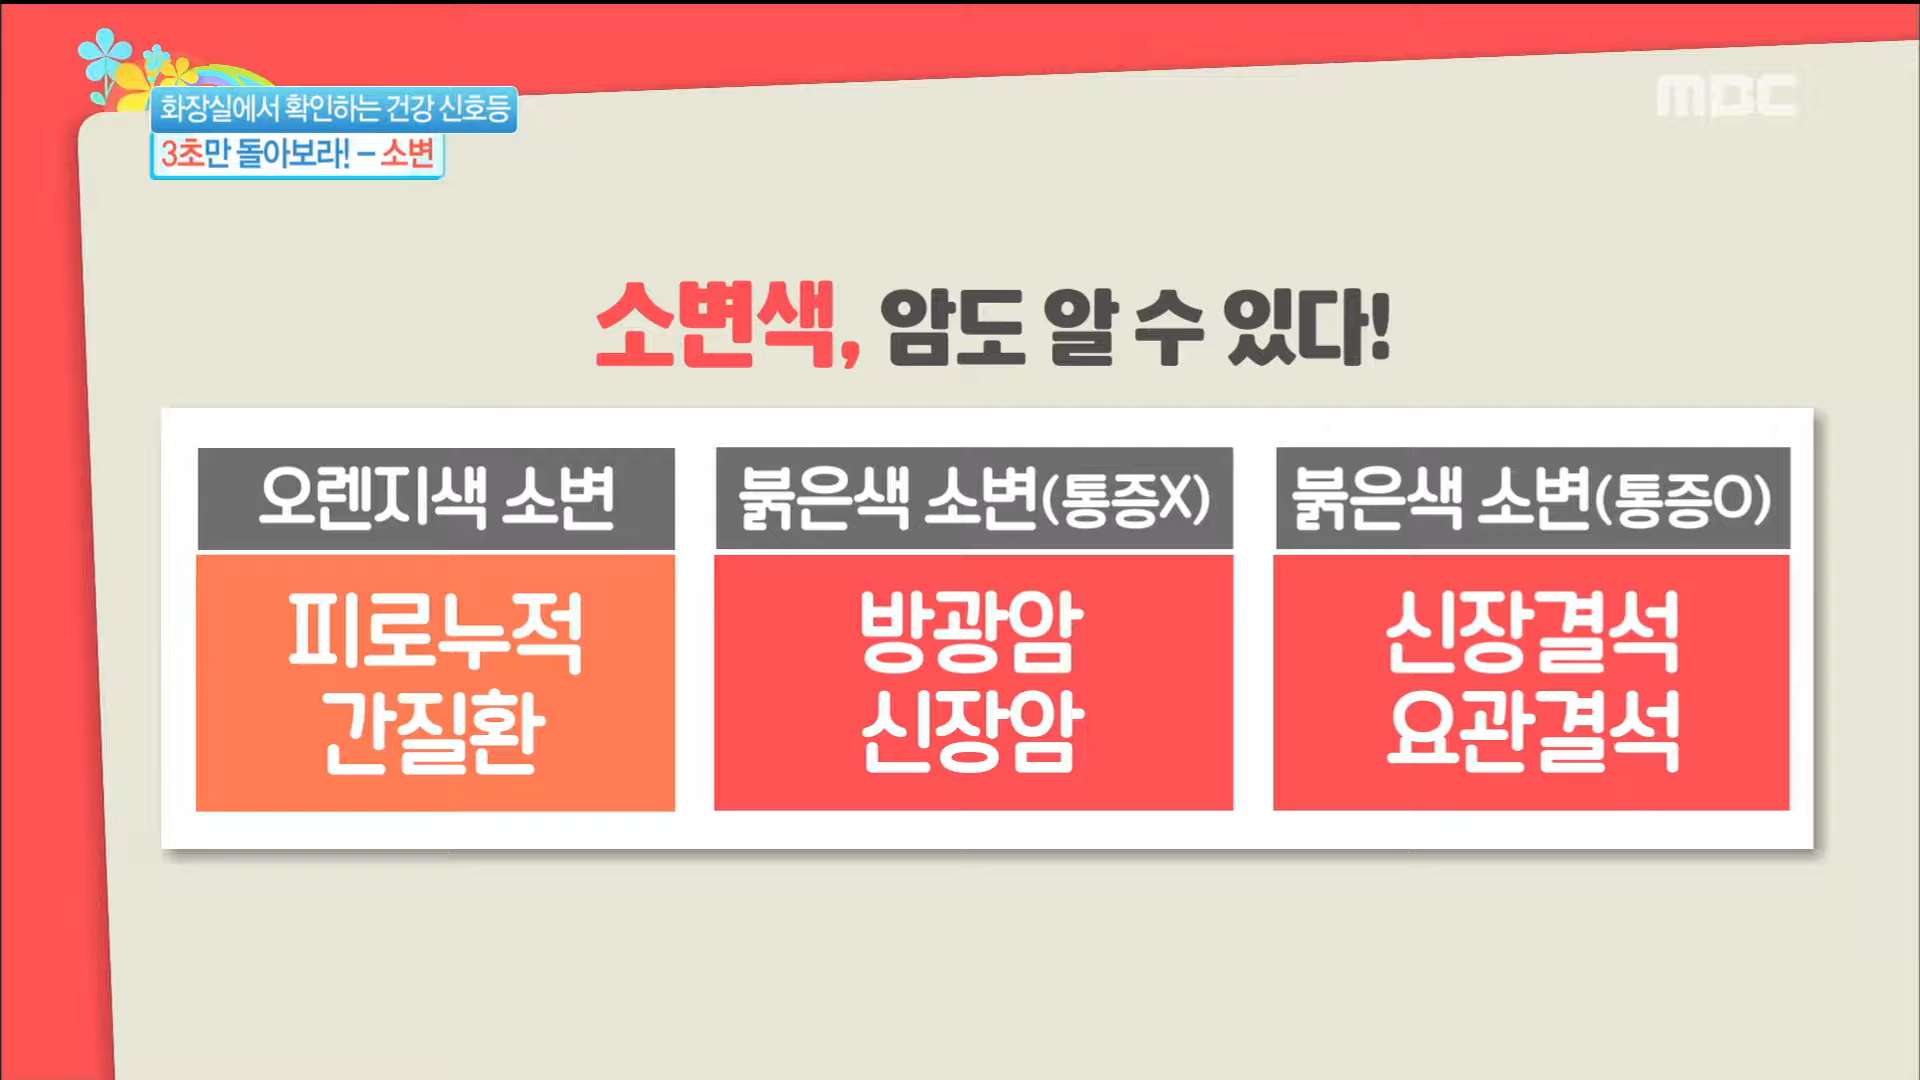 화장실에서 확인하는 건강 신호등
3초만 돌아보라! – 소변
MBC
소변색, 암도 알 수 있다!
오렌지색 소변
피로누적
간질환
붉은색 소변(통증X)
방광암
신장암
붉은색 소변(통증O)
신장결석
요관결석